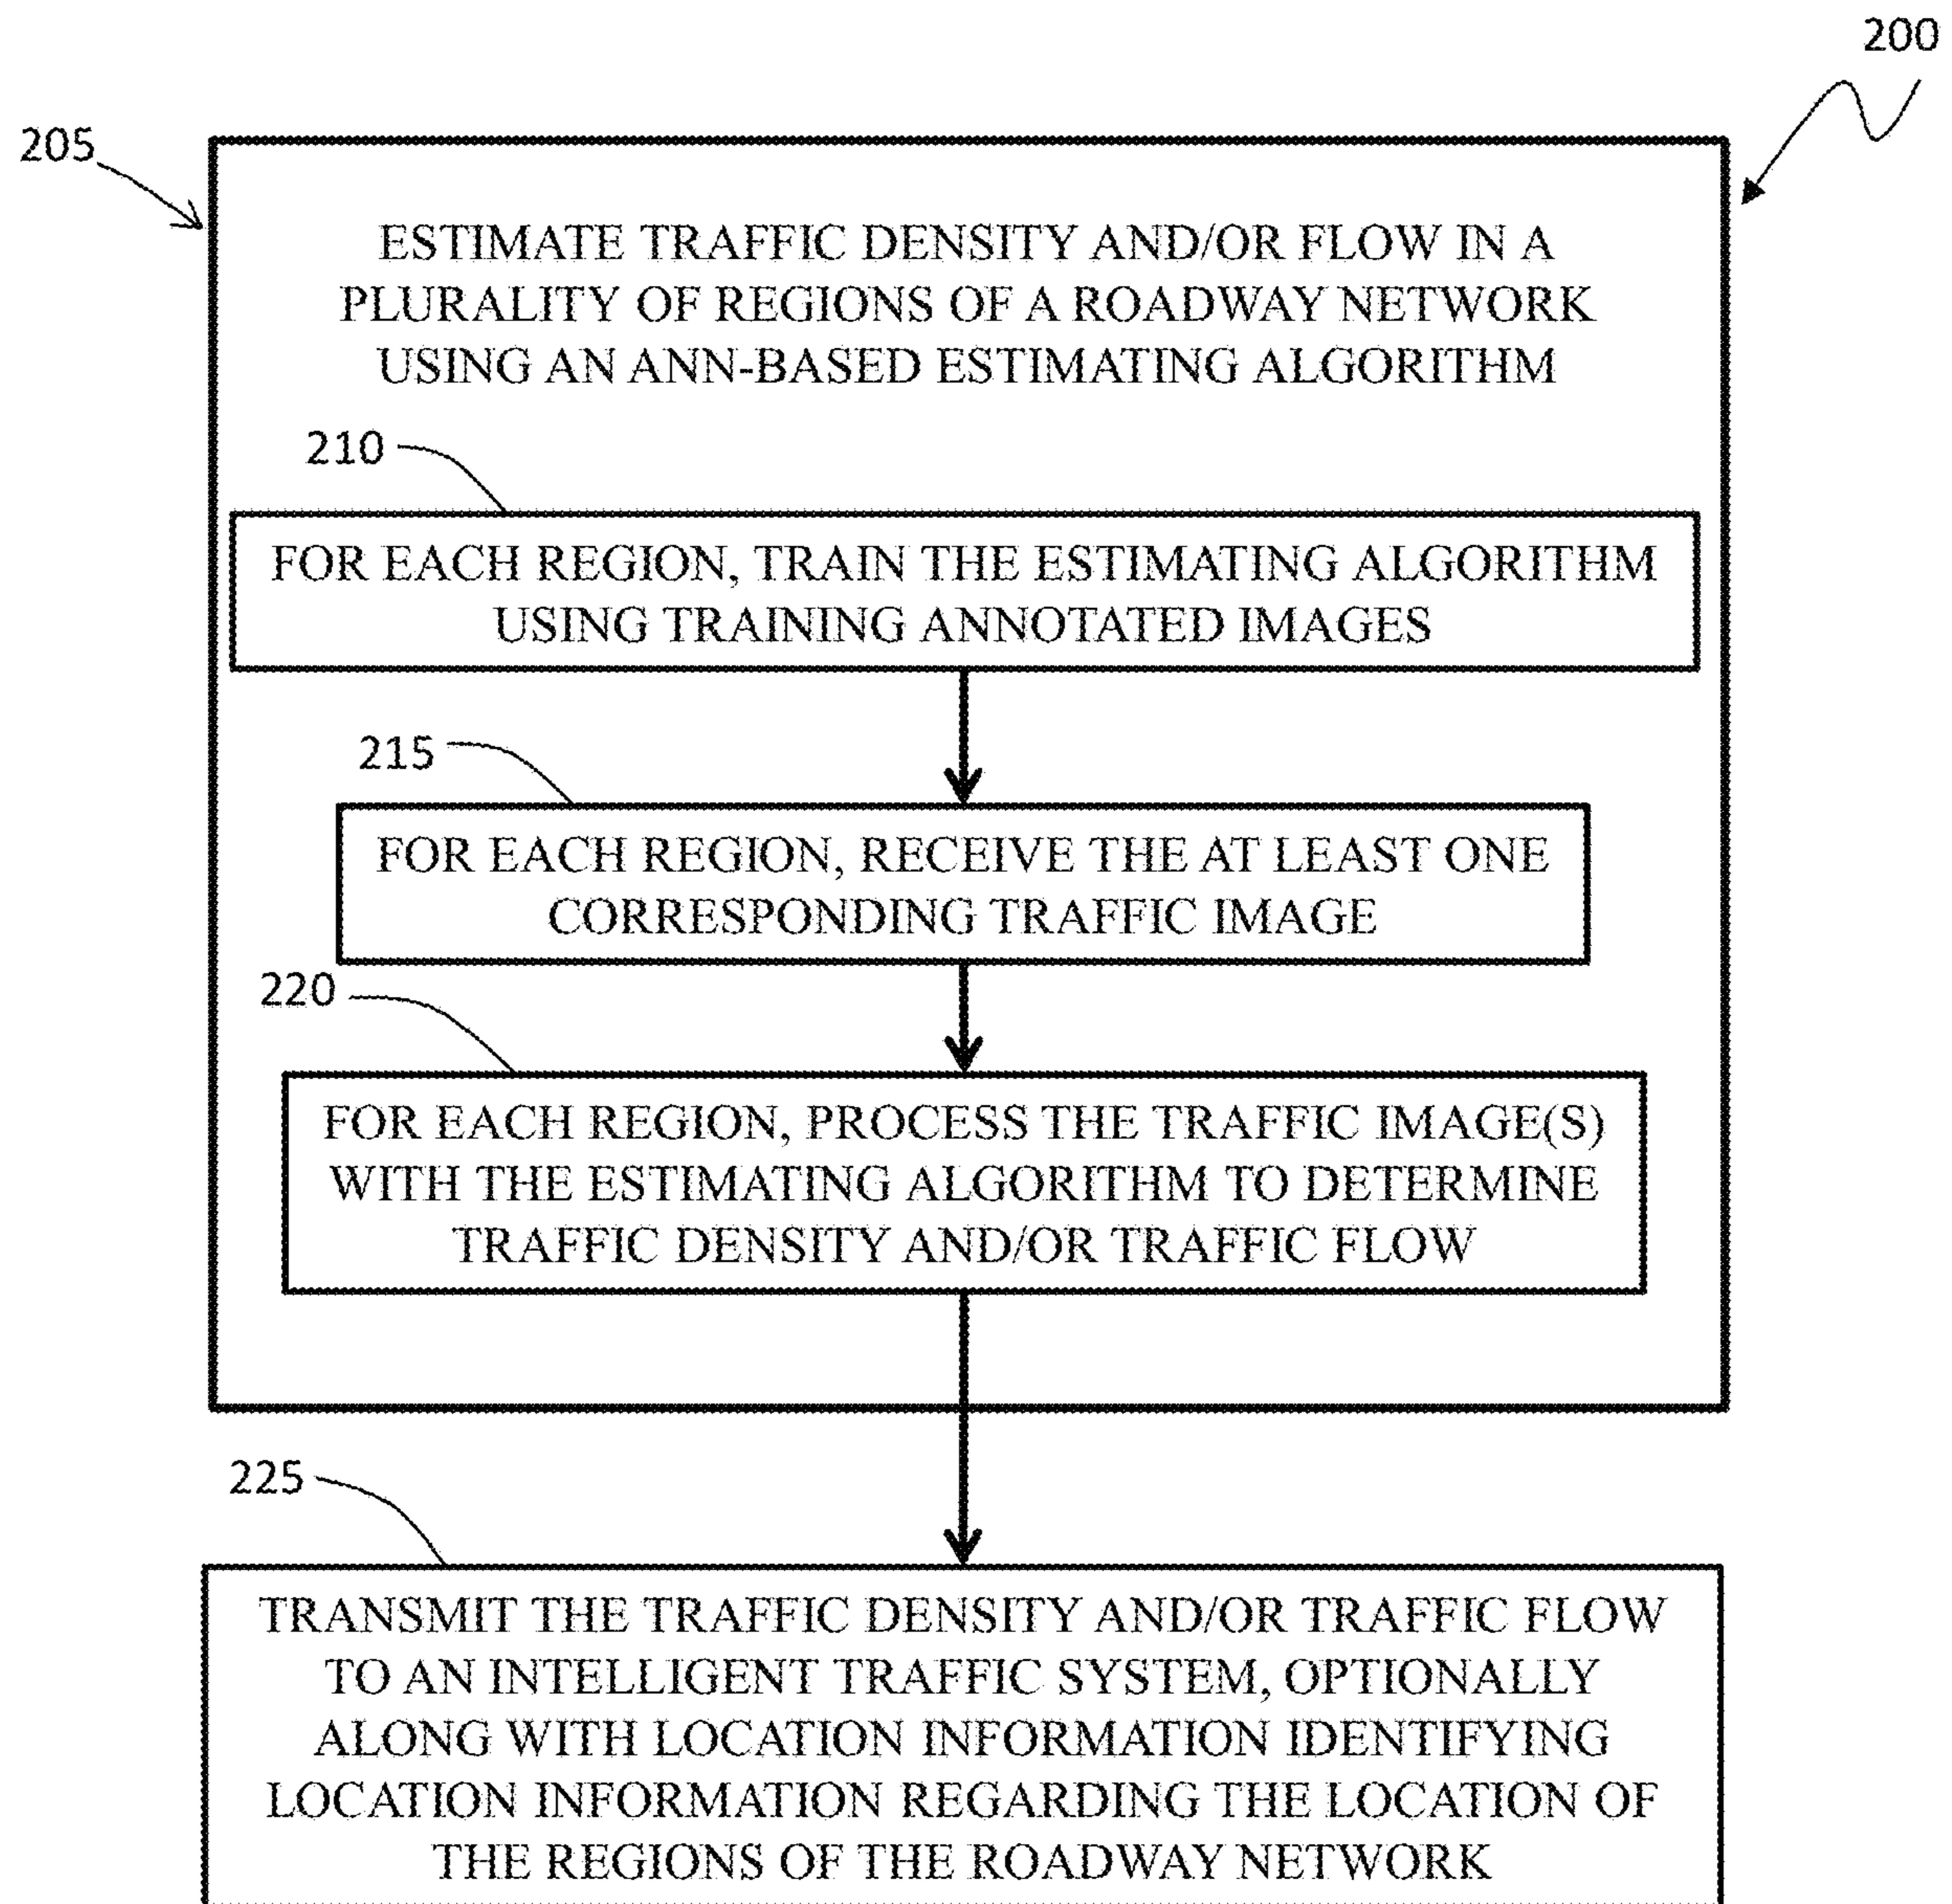 200
205
ESTIMATE TRAFFIC DENSITY AND/OR FLOW IN A
PLURALITY OF REGIONS OF A ROADWAY NETWORK
USING AN ANN-BASED ESTIMATING ALGORITHM
210
FOR EACH REGION, TRAIN THE ESTIMATING ALGORITHM
USING TRAINING ANNOTATED IMAGES
215
FOR EACH REGION, RECEIVE THE AT LEAST ONE
CORRESPONDING TRAFFIC IMAGE
220
FOR EACH REGION, PROCESS THE TRAFFIC IMAGE(S)
WITH THE ESTIMATING ALGORITHM TO DETERMINE
TRAFFIC DENSITY AND/OR TRAFFIC FLOW
225
TRANSMIT THE TRAFFIC DENSITY AND/OR TRAFFIC FLOW
TO AN INTELLIGENT TRAFFIC SYSTEM, OPTIONALLY
ALONG WITH LOCATION INFORMATION IDENTIFYING
LOCATION INFORMATION REGARDING THE LOCATION OF
THE REGIONS OF THE ROADWAY NETWORK